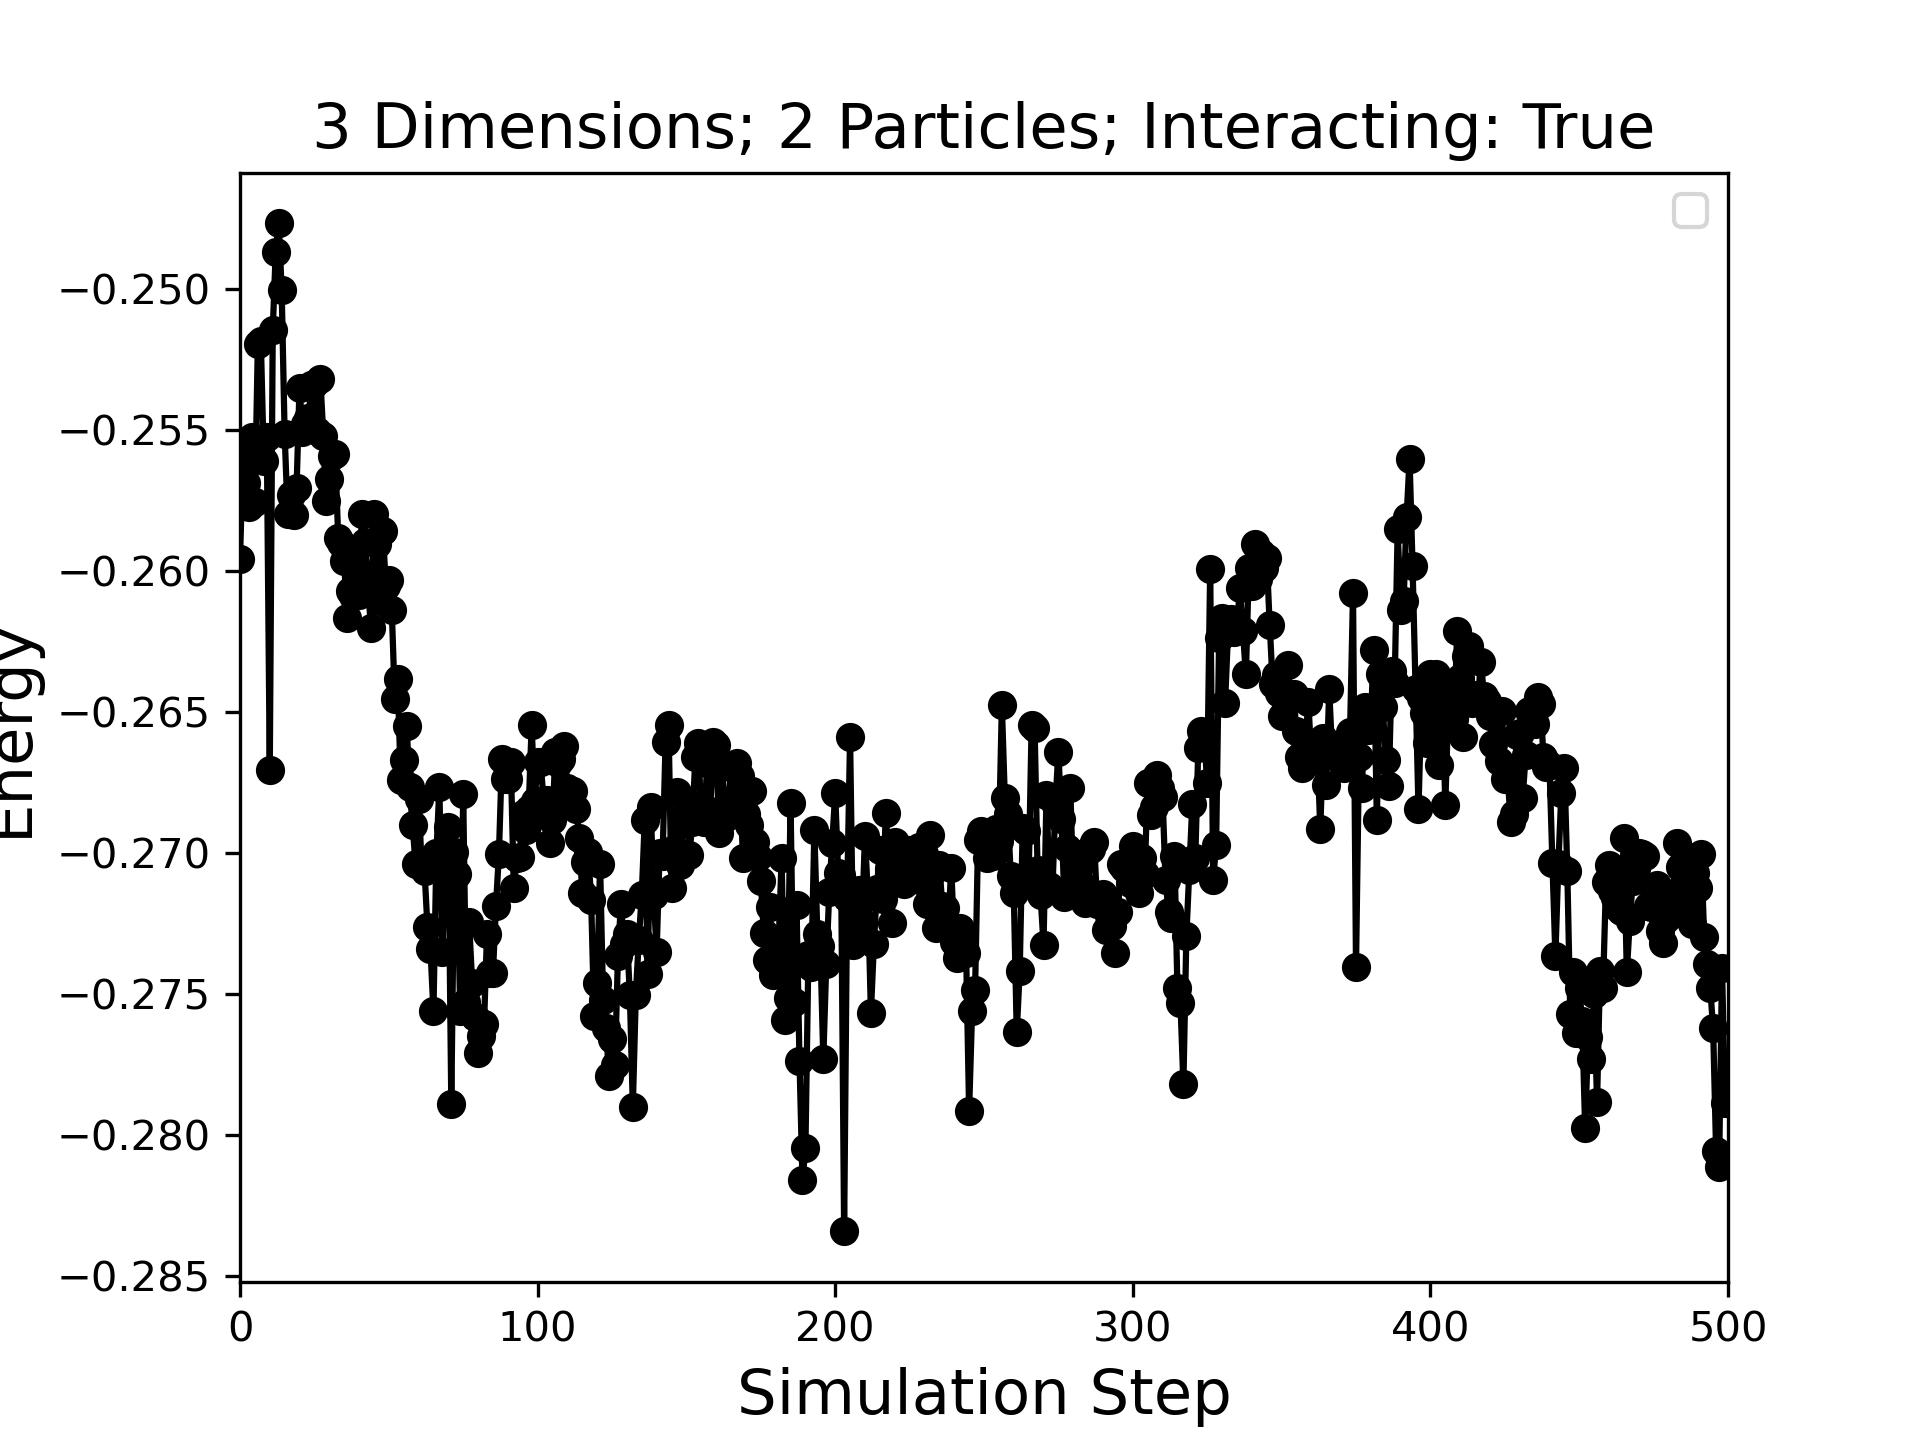 3 Dimensions; 2 Particles; Interacting: True
−0.250
−0.255
−0.260
−0.265
−0.270
−0.275
−0.280
−0.285
Energy
0 100 200 300 400 500
Simulation Step